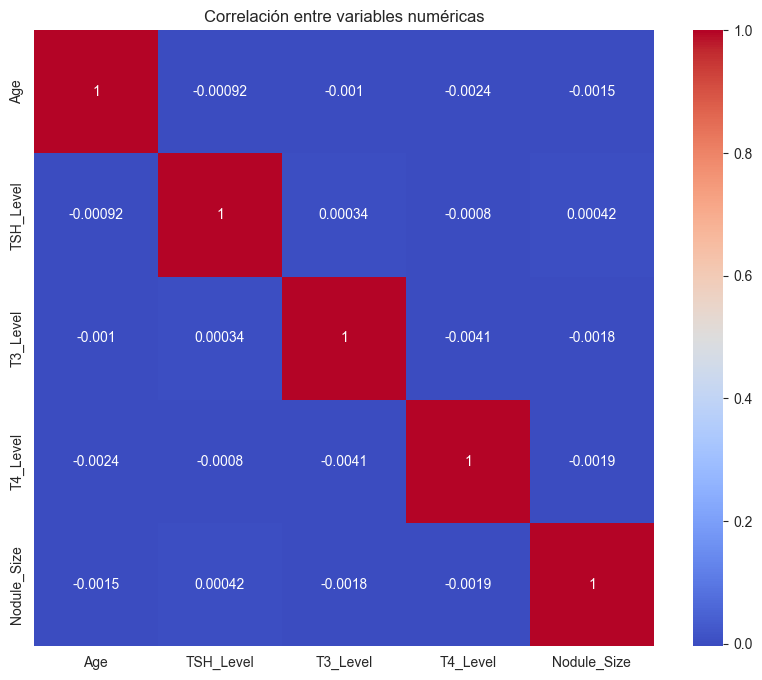 Correlación entre variables numéricas
Age 1 -0.00092 -0.001 -0.0024 -0.0015
TSH_Level -0.00092 1 0.00034 -0.0008 0.00042
T3_Level -0.001 0.00034 1 -0.0041 -0.0018
T4_Level -0.0024 -0.0008 -0.0041 1 -0.0019
Nodule_Size -0.0015 0.00042 -0.0018 -0.0019 1
Age TSH_Level T3_Level T4_Level Nodule_Size
1.0
0.8
0.6
0.4
0.2
0.0